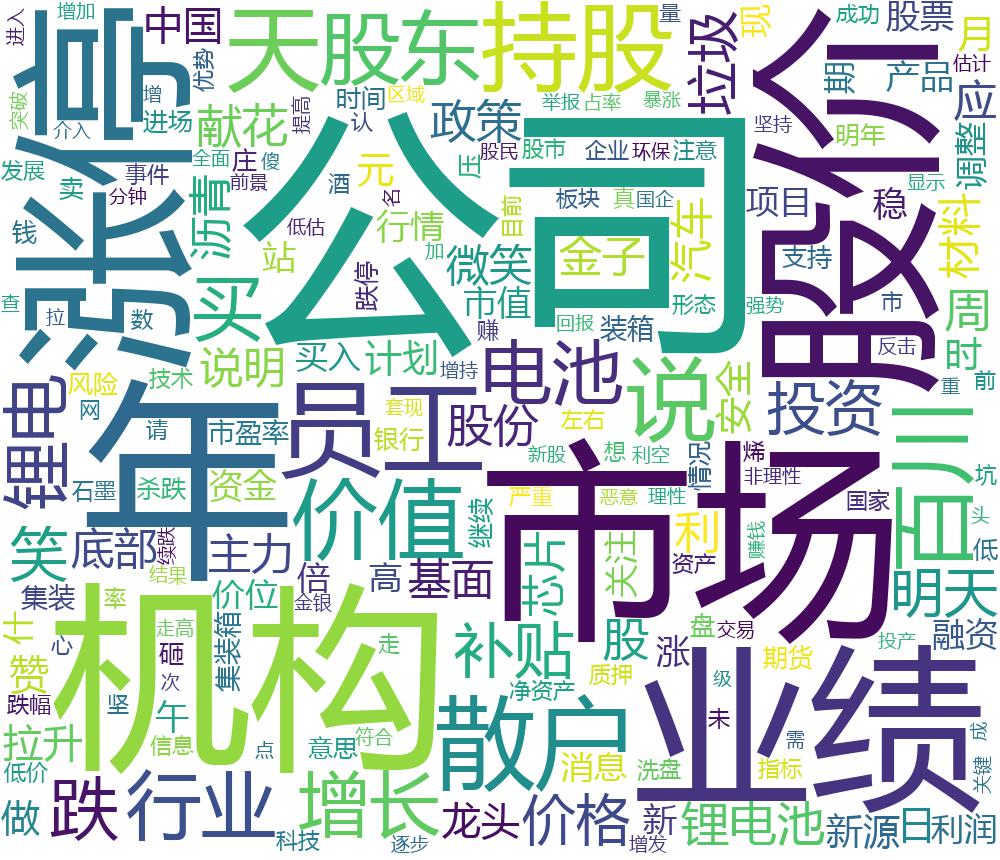 进入
增加
中国
天
股东
持股
量
现
成功
股票
月
估计
涨停
优势
垃圾
股价
期
产品
应
突破
介入
增
进场
献花
提高
时间
认
区域
政策
举报
占率
暴涨
坚持
明年
调整
发展
卖
事件
分钟
全面
前景
庄
傻
酒
元
公司
压
股民
股市
企业
环保
注意
项目
稳
显示
钱
沥青
站
低估
行情
名
目前
板块
真
国企
汽车
支持
材料
查
拉
数
买
跌停
加
微笑
市值
金子
形态
强势
市
周
赚
回报
装箱
反击
时
技术
说明
买入
计划
增持
电池
说
安全
投资
重
前
锂电
风险
网
年
请
市盈率
员工
套现
银行
股份
左右
百川
石墨
杀跌
资金
新股
想
利空
情况
烯
非理性
坑
笑
底部
续跌
主力
价值
继续
严重
恶意
理性
市场
国家
头
低
结果
集装
率
价位
金银
倍
高
基面
芯片
关注
利
资产
赚钱
明天
什
心
走高
砸
集装箱
机构
走
补贴
股
涨
盘
交易
投产
融资
赞
跌幅
坚
次
午
净资产
质押
期货
业绩
级
未
拉升
信息
点
意思
符合
散户
消息
洗盘
需
指标
成
关键
低价
做
跌
行业
科技
增长
逐步
龙头
价格
新
增发
锂电池
新源
日
利润